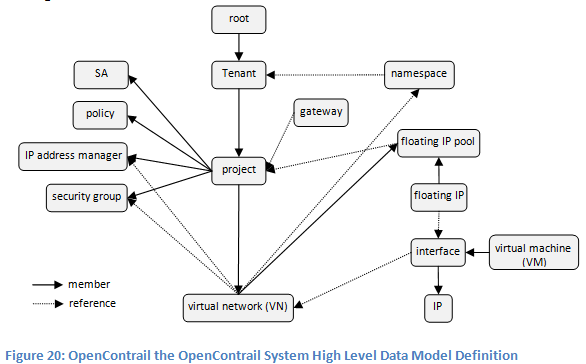 root
SA
Tenant
namespace
policy
gateway
IP address manager
project
floating IP pool
security group
floating IP
interface
virtual machine
(VM)
member
reference
virtual network (VN)
IP
Figure 20: OpenContrail the OpenContrail System High Level Data Model Definition